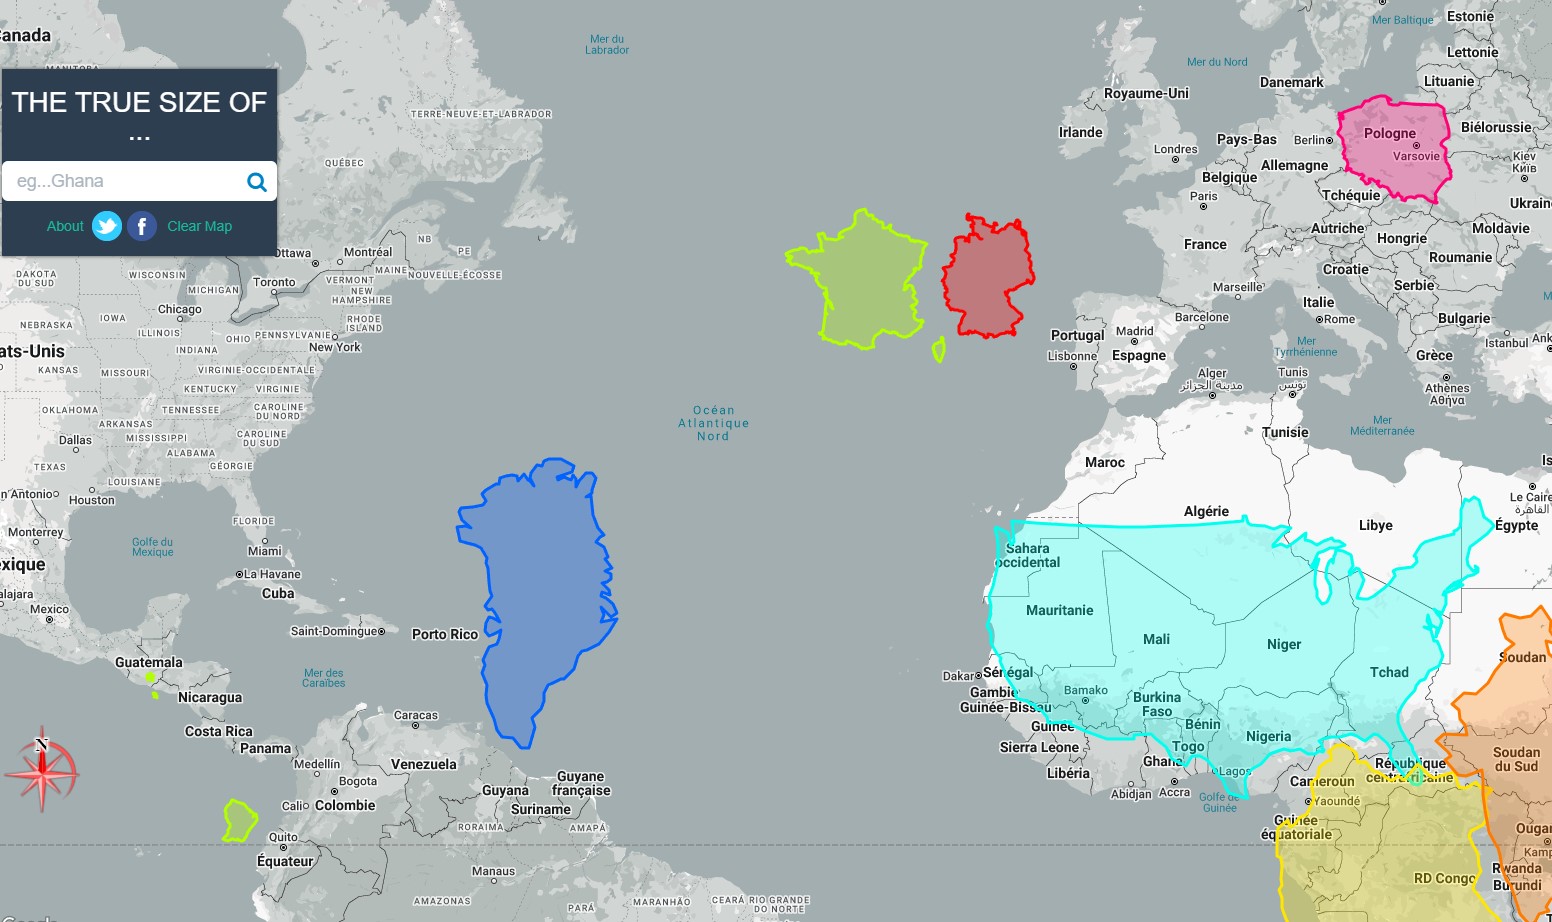 Canada
MANITOBA
THE TRUE SIZE OF
...
eg...Ghana
About
f
Clear Map
Mer du
Labrador
TERRE-NEUVE-ET-LABRADOR
QUÉBEC
NB
PE
NOUVELLE-ÉCOSSE
Ottawa
Montréal
MAINE
VERMONT
NEW
HAMPSHIRE
RHODE
ISLAND
Toronto
DAKOTA
DU SUD
WISCONSIN
MICHIGAN
Chicago
IOWA
NEBRASKA
ILLINOIS
OHIO
PENNSYLVANIE
New York
INDIANA
ats-Unis
KANSAS
MISSOURI
VIRGINIE-OCCIDENTALE
KENTUCKY
VIRGINIE
OKLAHOMA
TENNESSEE
CAROLINE
DU NORD
ARKANSAS
MISSISSIPPI
CAROLINE
DU SUD
Dallas
ALABAMA
GÉORGIE
TEXAS
LOUISIANE
n Antonio
Houston
FLORIDE
Monterrey
Golfe du
Mexique
Miami
exique
La Havane
Cuba
alajara
Mexico
Saint-Domingue
Porto Rico
Guatemala
Mer des
Caraïbes
Nicaragua
Costa Rica
Panama
Caracas
N
Medellín
Venezuela
Bogota
Cali
Colombie
Guyana
Guyane
française
Suriname
RORAIMA
AMAPÁ
Quito
Équateur
Manaus
AMAZONAS
PARÁ
MARANHÃO
CEARÁ
RIO GRANDE
DO NORTE
Océan
Atlantique
Nord
Mer Baltique
Estonie
Lettonie
Mer du Nord
Danemark
Lituanie
Royaume-Uni
Irlande
Pologne
Varsovie
Biélorussie
Pays-Bas
Berlin
Londres
Allemagne
Belgique
Kiev
Київ
Paris
Tchéquie
Ukraine
France
Autriche
Hongrie
Moldavie
Roumanie
Croatie
Serbie
Marseille
Italie
Rome
Bulgarie
Portugal
Madrid
Barcelone
Mer
Tyrrhénienne
Istanbul
Ank
Lisbonne
Espagne
Grèce
Alger
مدينة الجزائر
Tunis
تونس
Athènes
Αθήνα
Mer
Méditerranée
Tunisie
Maroc
Is
Algérie
Libye
Le Caire
القاهرة
Égypte
Sahara
occidental
Mauritanie
Mali
Niger
Tchad
Soudan
Dakar
Sénégal
Gambie
Guinée-Bissau
Bamako
Burkina
Faso
Guinée
Bénin
Nigeria
Sierra Leone
Togo
Ghana
Lagos
Libéria
Abidjan
Accra
Golfe de
Guinée
Cameroun
Yaoundé
République
centrafricaine
Soudan
du Sud
Guinée
équatoriale
Ougan
Kamp
RD Congo
Rwanda
Burundi